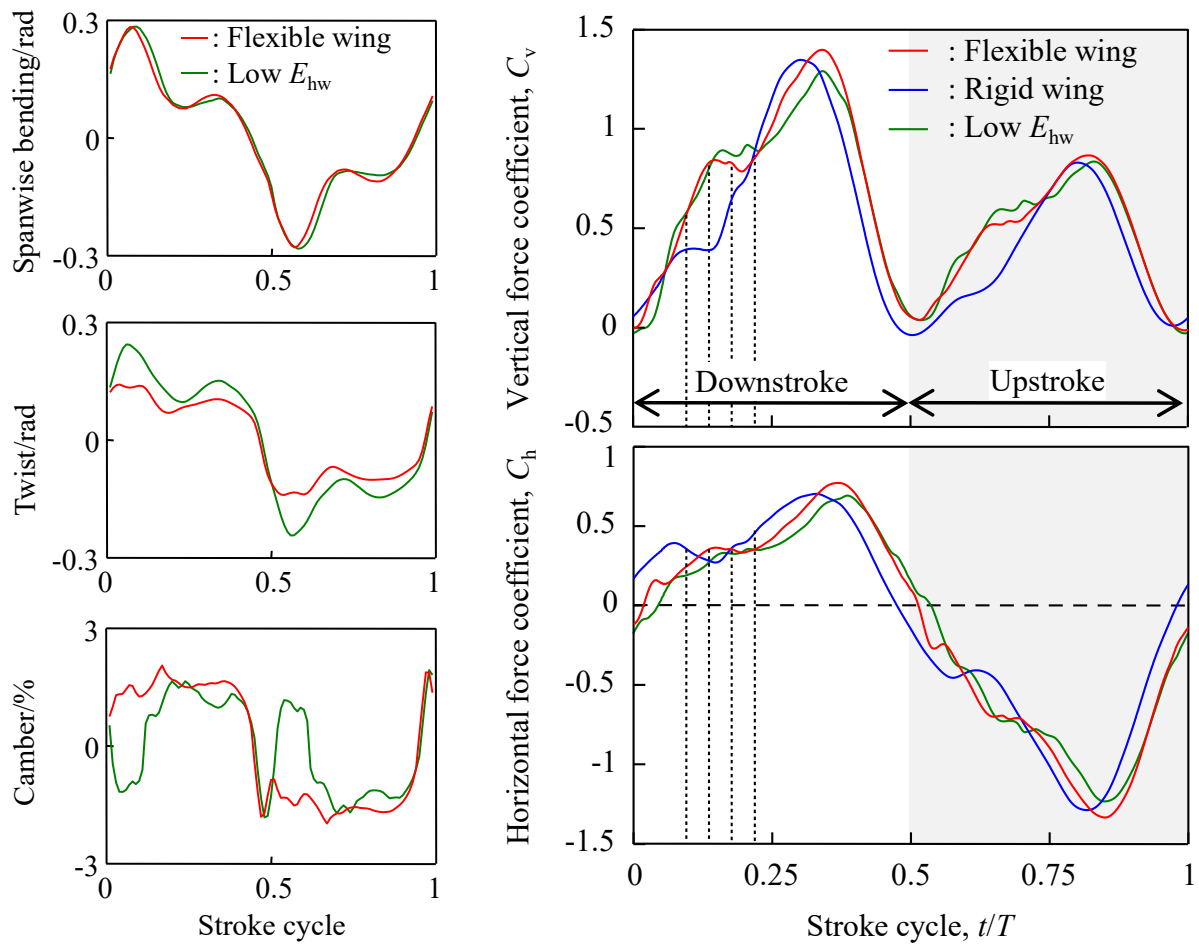 Spanwise bending/rad
0.3
0
-0.3
: Flexible wing
: Low Ehw
0
0.5
1
Twist/rad
0.3
0
-0.3
0
0.5
1
Camber/%
3
0
-3
0
0.5
1
Stroke cycle
Vertical force coefficient, Cv
1.5
1
0.5
0
-0.5
: Flexible wing
: Rigid wing
: Low Ehw
Downstroke
Upstroke
Horizontal force coefficient, Ch
1
0.5
0
-0.5
-1
-1.5
0
0.25
0.5
0.75
1
Stroke cycle, t/T